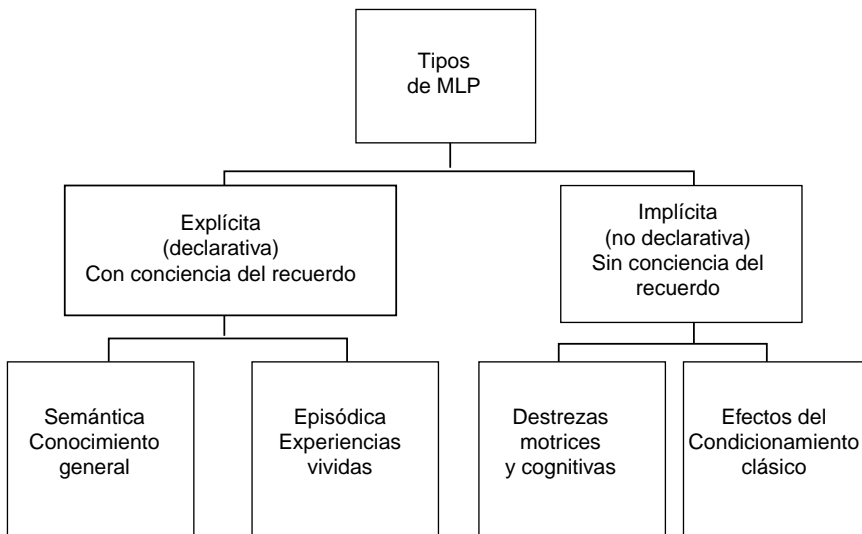 Tipos
de MLP
Explícita
(declarativa)
Con conciencia del recuerdo
Implícita
(no declarativa)
Sin conciencia del
recuerdo
Semántica
Conocimiento
general
Episódica
Experiencias
vividas
Destrezas
motrices
y cognitivas
Efectos del
Condicionamiento
clásico